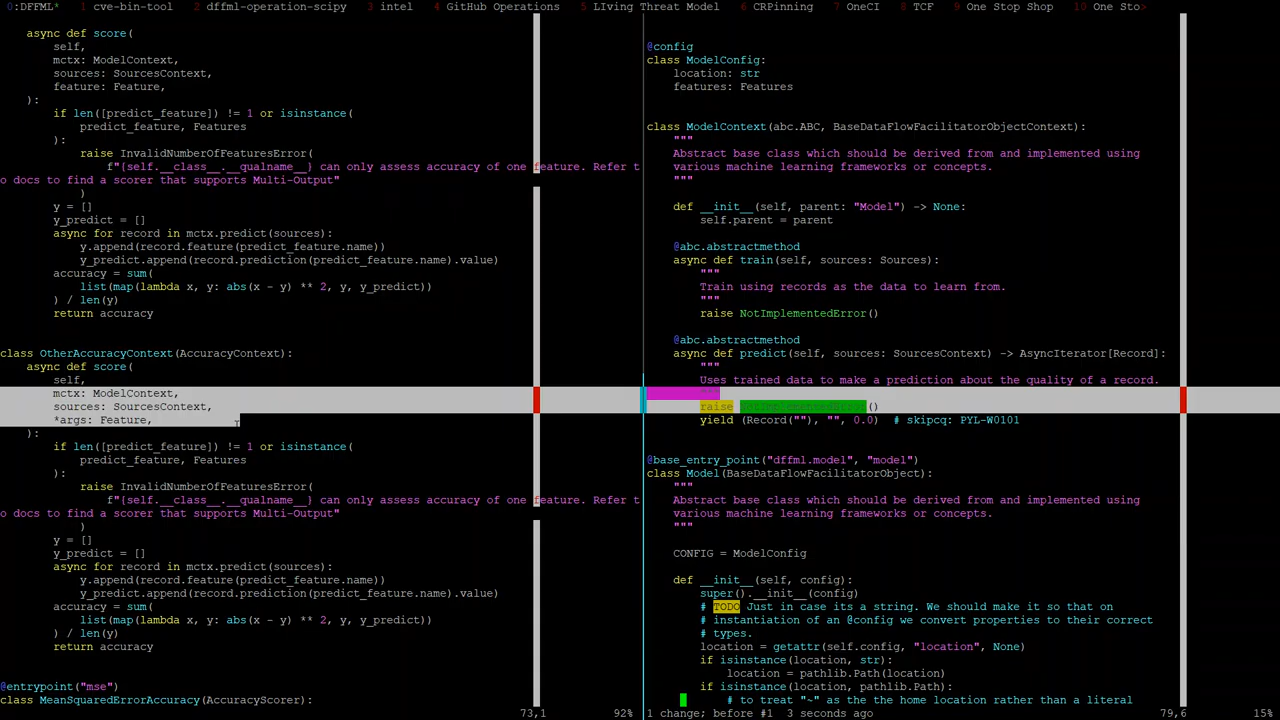 0:DFFML* 1 cve-bin-tool 2 dffml-operation-scipy 3 intel 4 GitHub Operations 5 LIving Threat Model 6 CRPinning 7 OneCI 8 TCF 9 One Stop Shop 10 One Sto>
async def score(
self,
mctx: ModelContext,
sources: SourcesContext,
feature: Feature,
):
if len([predict_feature]) != 1 or isinstance(
predict_feature, Features
):
raise InvalidNumberOfFeaturesError(
f"{self.__class__.__qualname__} can only assess accuracy of one feature. Refer t
o docs to find a scorer that supports Multi-Output"
)
y = []
y_predict = []
async for record in mctx.predict(sources):
y.append(record.feature(predict_feature.name))
y_predict.append(record.prediction(predict_feature.name).value)
accuracy = sum(
list(map(lambda x, y: abs(x - y) ** 2, y, y_predict))
) / len(y)
return accuracy
class OtherAccuracyContext(AccuracyContext):
async def score(
self,
mctx: ModelContext,
sources: SourcesContext,
*args: Feature,
):
if len([predict_feature]) != 1 or isinstance(
predict_feature, Features
):
raise InvalidNumberOfFeaturesError(
f"{self.__class__.__qualname__} can only assess accuracy of one feature. Refer t
o docs to find a scorer that supports Multi-Output"
)
y = []
y_predict = []
async for record in mctx.predict(sources):
y.append(record.feature(predict_feature.name))
y_predict.append(record.prediction(predict_feature.name).value)
accuracy = sum(
list(map(lambda x, y: abs(x - y) ** 2, y, y_predict))
) / len(y)
return accuracy
@entrypoint("mse")
class MeanSquaredErrorAccuracy(AccuracyScorer):
73,1 92%
@config
class ModelConfig:
location: str
features: Features
class ModelContext(abc.ABC, BaseDataFlowFacilitatorObjectContext):
"""
Abstract base class which should be derived from and implemented using
various machine learning frameworks or concepts.
"""
def __init__(self, parent: "Model") -> None:
self.parent = parent
@abc.abstractmethod
async def train(self, sources: Sources):
"""
Train using records as the data to learn from.
"""
raise NotImplementedError()
@abc.abstractmethod
async def predict(self, sources: SourcesContext) -> AsyncIterator[Record]:
"""
Uses trained data to make a prediction about the quality of a record.
raise NotImplementedError()
yield (Record(""), "", 0.0) # skipcq: PYL-W0101
@base_entry_point("dffml.model", "model")
class Model(BaseDataFlowFacilitatorObject):
"""
Abstract base class which should be derived from and implemented using
various machine learning frameworks or concepts.
"""
CONFIG = ModelConfig
def __init__(self, config):
super().__init__(config)
# TODO Just in case its a string. We should make it so that on
# instantiation of an @config we convert properties to their correct
# types.
location = getattr(self.config, "location", None)
if isinstance(location, str):
location = pathlib.Path(location)
if isinstance(location, pathlib.Path):
# to treat "~" as the the home location rather than a literal
1 change; before #1 3 seconds ago 79,6 15%